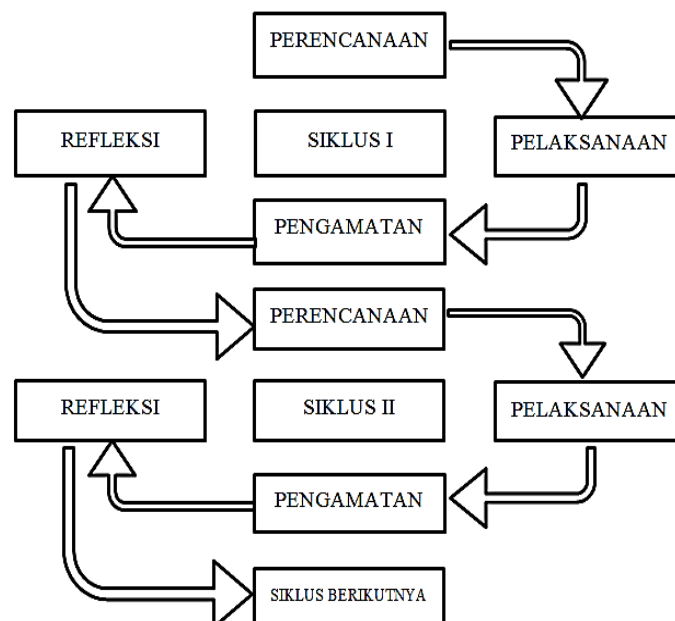 PERENCANAAN
REFLEKSI
SIKLUS I
PELAKSANAAN
PENGAMATAN
PERENCANAAN
REFLEKSI
SIKLUS II
PELAKSANAAN
PENGAMATAN
SIKLUS BERIKUTNYA